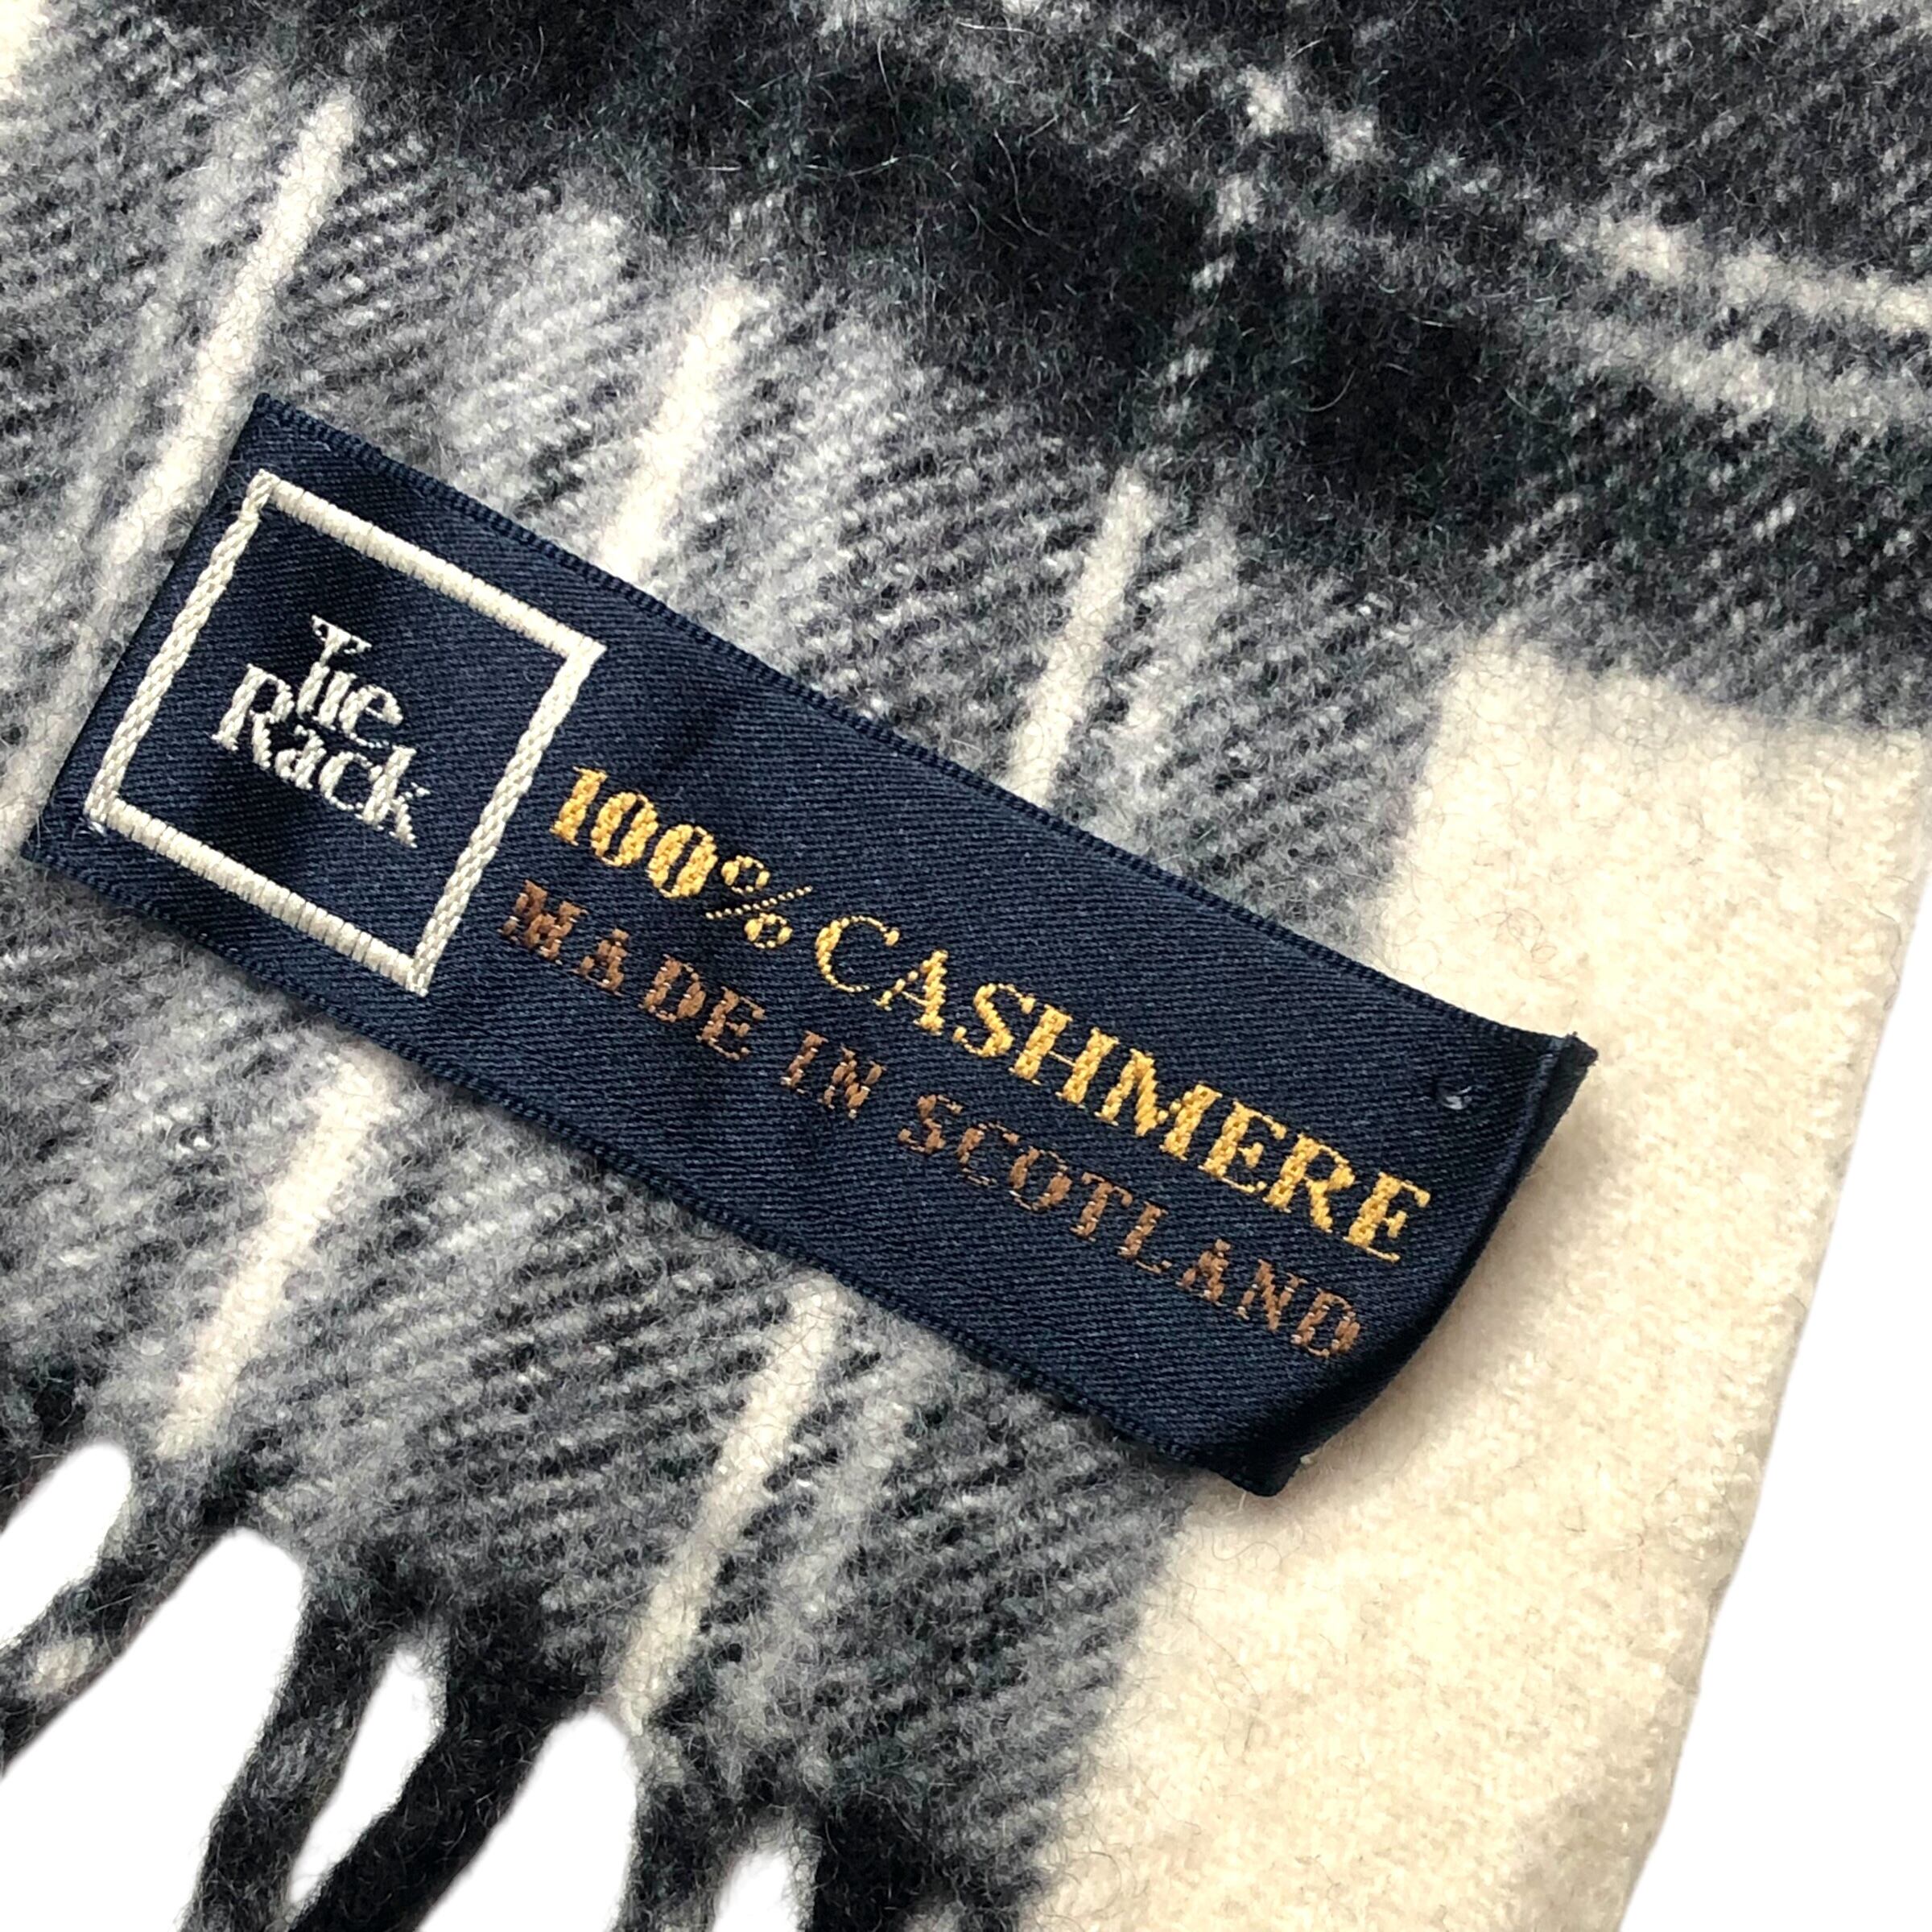 Tie
Rack
100% CASHMERE
MADE IN SCOTLAND